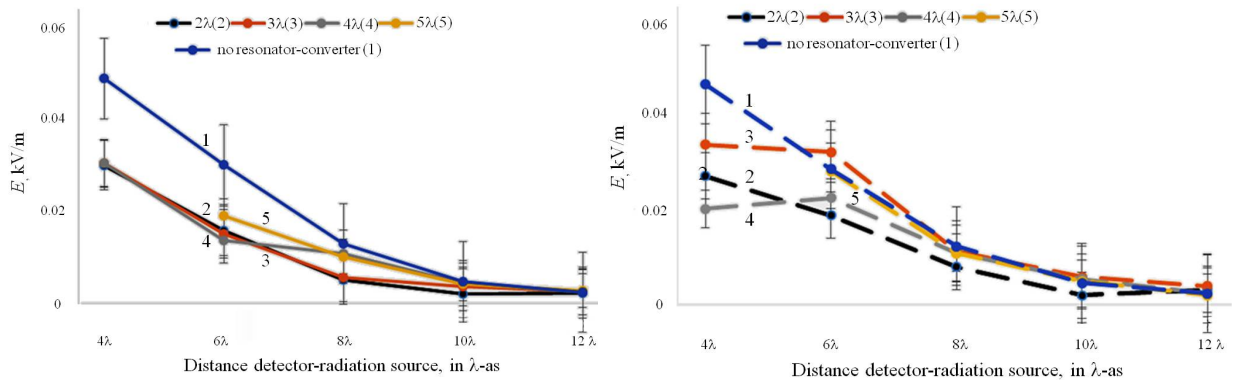 2λ(2) 3λ(3) 4λ(4) 5λ(5)
no resonator-converter (1)
0.06
0.04
0.02
0
E, kV/m
1
2
5
4
3
4λ 6λ 8λ 10λ 12 λ
Distance detector-radiation source, in λ-as
2λ(2) 3λ(3) 4λ(4) 5λ(5)
no resonator-converter (1)
0.06
0.04
0.02
0
E, kV/m
1
3
2
2
5
4
4λ 6λ 8λ 10λ 12 λ
Distance detector-radiation source, in λ-as